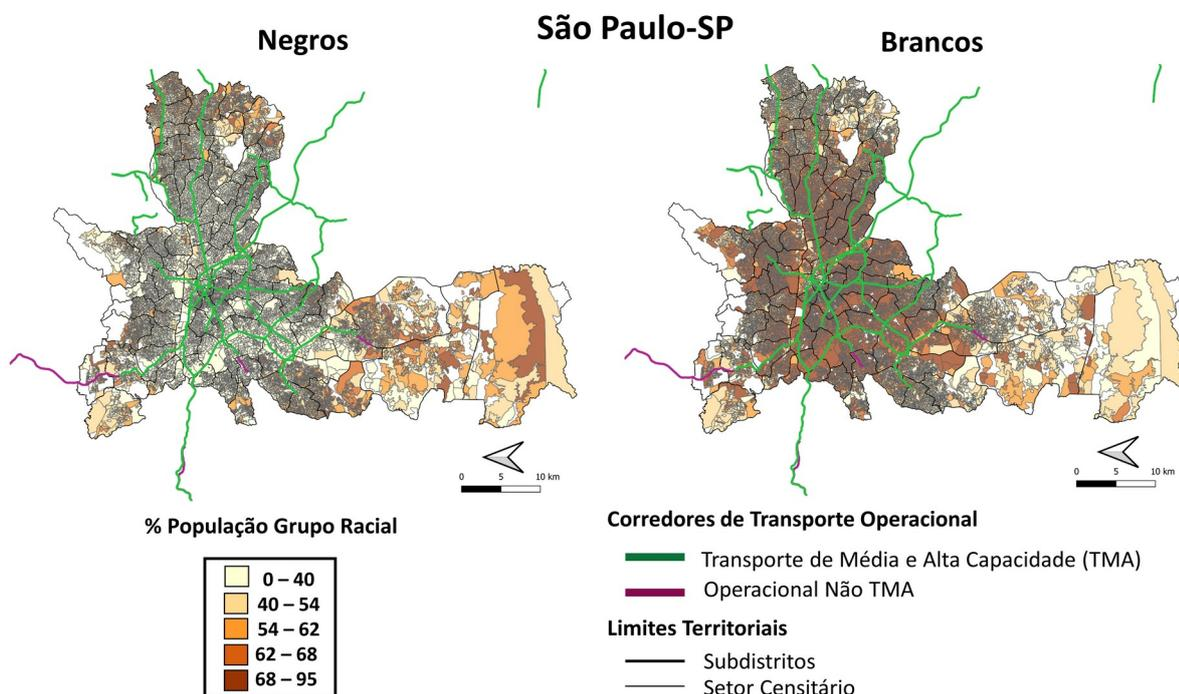 São Paulo-SP
Negros
Brancos
0 5 10 km
0 5 10 km
% População Grupo Racial
0 – 40
40 – 54
54 – 62
62 – 68
68 – 95
Corredores de Transporte Operacional
Transporte de Média e Alta Capacidade (TMA)
Operacional Não TMA
Limites Territoriais
Subdistritos
Setor Censitário